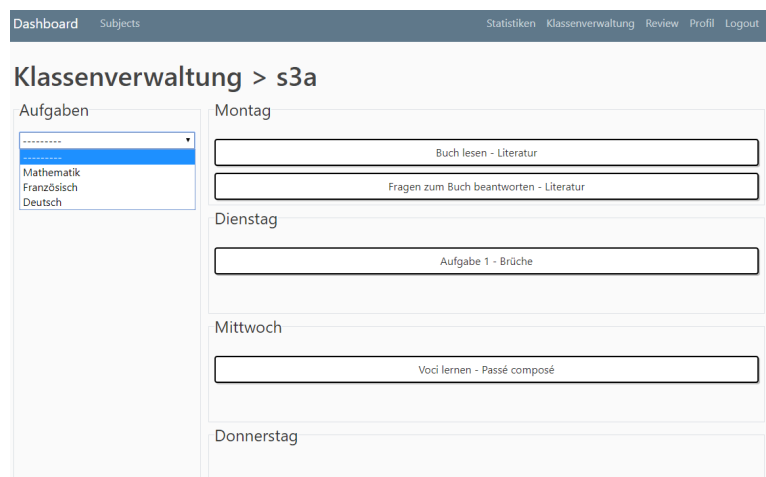 Dashboard Subjects Statistiken Klassenverwaltung Review Profil Logout
Klassenverwaltung > s3a
Aufgaben
---------
---------
Mathematik
Französisch
Deutsch
Montag
Buch lesen - Literatur
Fragen zum Buch beantworten - Literatur
Dienstag
Aufgabe 1 - Brüche
Mittwoch
Voci lernen - Passé composé
Donnerstag